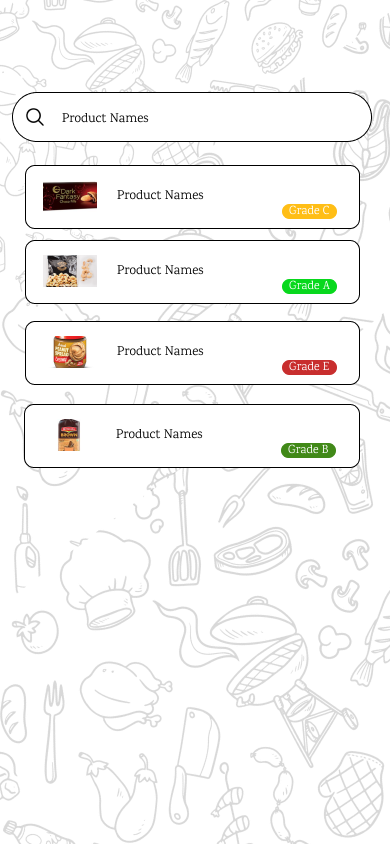 Product Names
Dark
Fantasy
Product Names
Grade C
Product Names
Grade A
PEANUT
SPREAD
Product Names
Grade E
BROWN
Product Names
Grade B